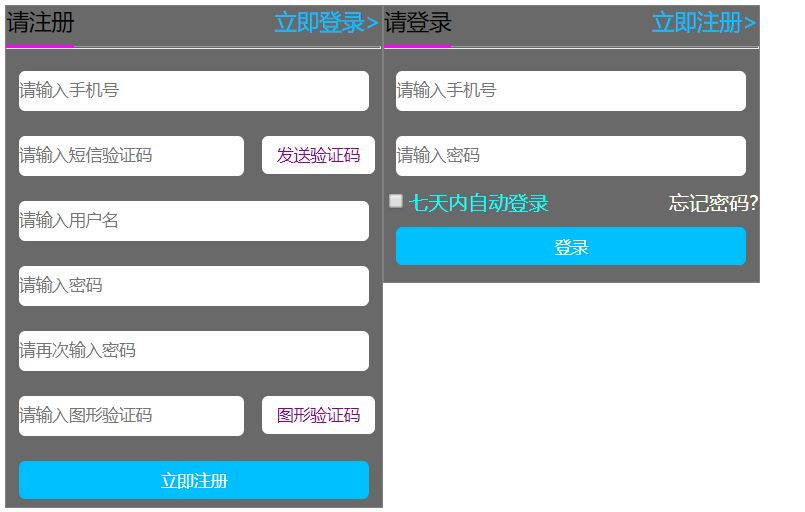 请注册
立即登录>
请输入手机号
请输入短信验证码
发送验证码
请输入用户名
请输入密码
请再次输入密码
请输入图形验证码
图形验证码
立即注册
请登录
立即注册>
请输入手机号
请输入密码
七天内自动登录
忘记密码?
登录